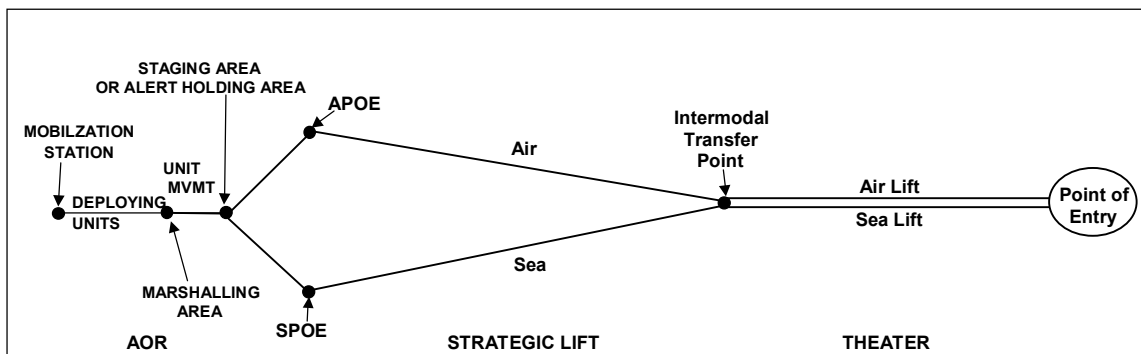 STAGING AREA
OR ALERT HOLDING AREA
APOE
MOBILZATION
STATION
UNIT
MVMT
Air
Intermodal
Transfer
Point
DEPLOYING
UNITS
Air Lift
Sea Lift
Point of
Entry
MARSHALLING
AREA
SPOE
Sea
AOR
STRATEGIC LIFT
THEATER